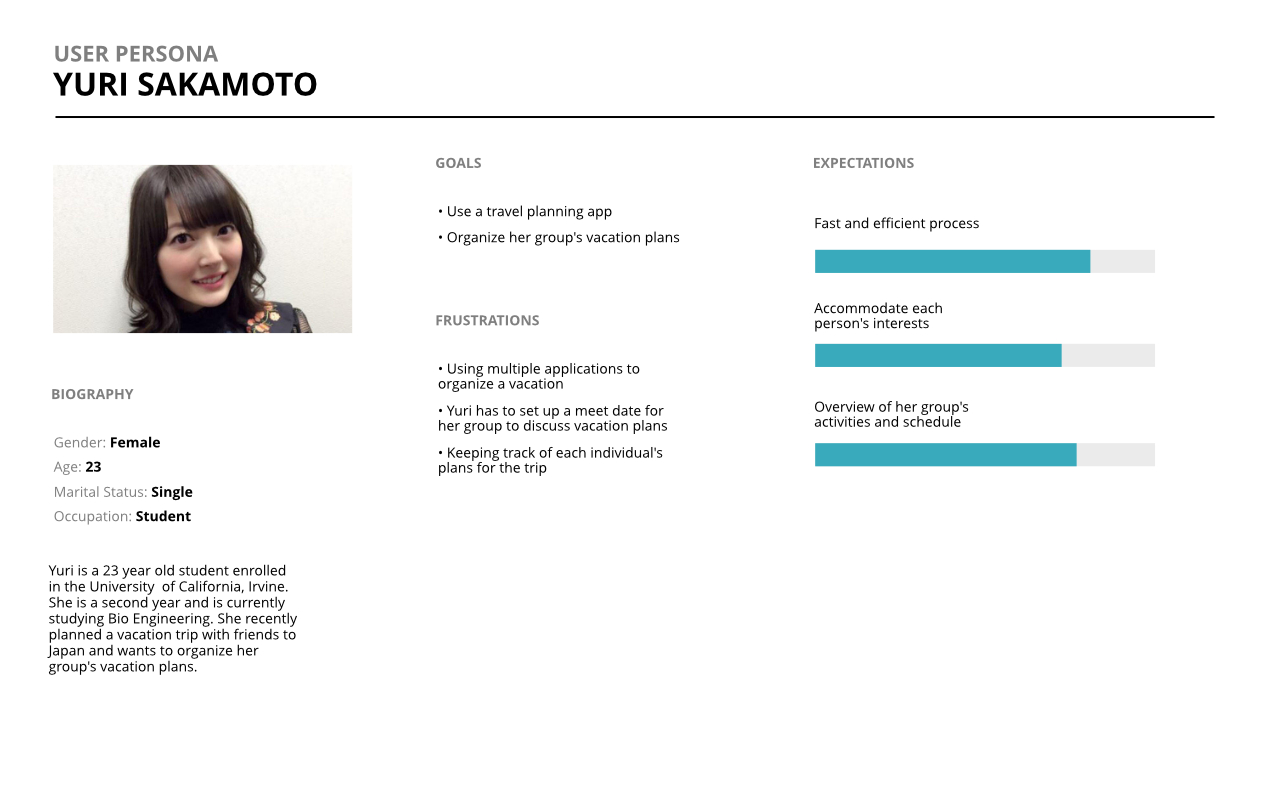 USER PERSONA
YURI SAKAMOTO
BIOGRAPHY
Gender: Female
Age: 23
Marital Status: Single
Occupation: Student
Yuri is a 23 year old student enrolled
in the University  of California, Irvine.
She is a second year and is currently
studying Bio Engineering. She recently
planned a vacation trip with friends to
Japan and wants to organize her
group's vacation plans.
GOALS
• Use a travel planning app
• Organize her group's vacation plans
FRUSTRATIONS
• Using multiple applications to
organize a vacation
• Yuri has to set up a meet date for
her group to discuss vacation plans
• Keeping track of each individual's
plans for the trip
EXPECTATIONS
Fast and efficient process
Accommodate each
person's interests
Overview of her group's
activities and schedule